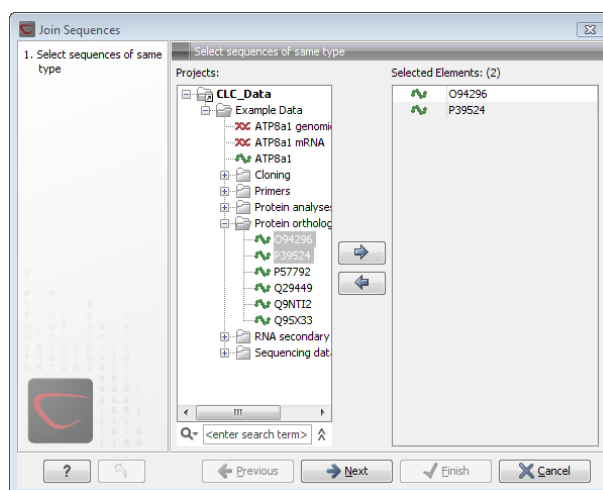 Join Sequences
1. Select sequences of same
type
Select sequences of same type
Projects:
CLC_Data
Example Data
ATP8a1 genomi
ATP8a1 mRNA
ATP8a1
Cloning
Primers
Protein analyse
Protein ortholog
O94296
P39524
P57792
Q29449
Q9NTI2
Q9SX33
RNA secondary
Sequencing dat
<enter search term>
Selected Elements: (2)
O94296
P39524
?
Previous
Next
Finish
Cancel